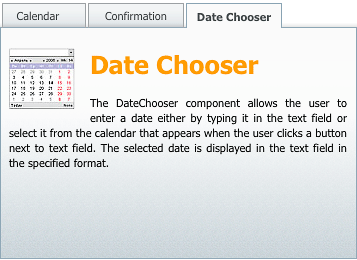 Calendar Confirmation Date Chooser
Date Chooser
The DateChooser component allows the user to
enter a date either by typing it in the text field or
select it from the calendar that appears when the user clicks a button
next to text field. The selected date is displayed in the text field in
the specified format.